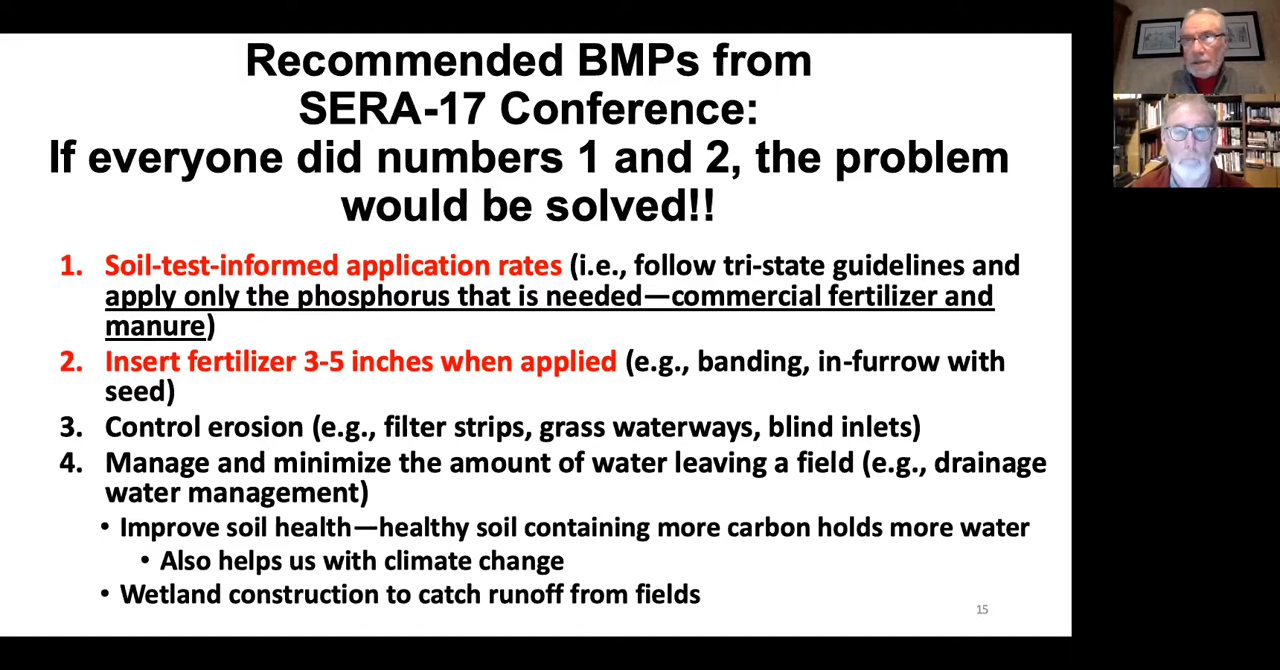 Recommended BMPs from
SERA-17 Conference:
If everyone did numbers 1 and 2, the problem
would be solved!!
1. Soil-test-informed application rates (i.e., follow tri-state guidelines and
apply only the phosphorus that is needed—commercial fertilizer and
manure)
2. Insert fertilizer 3-5 inches when applied (e.g., banding, in-furrow with
seed)
3. Control erosion (e.g., filter strips, grass waterways, blind inlets)
4. Manage and minimize the amount of water leaving a field (e.g., drainage
water management)
• Improve soil health—healthy soil containing more carbon holds more water
• Also helps us with climate change
• Wetland construction to catch runoff from fields
15